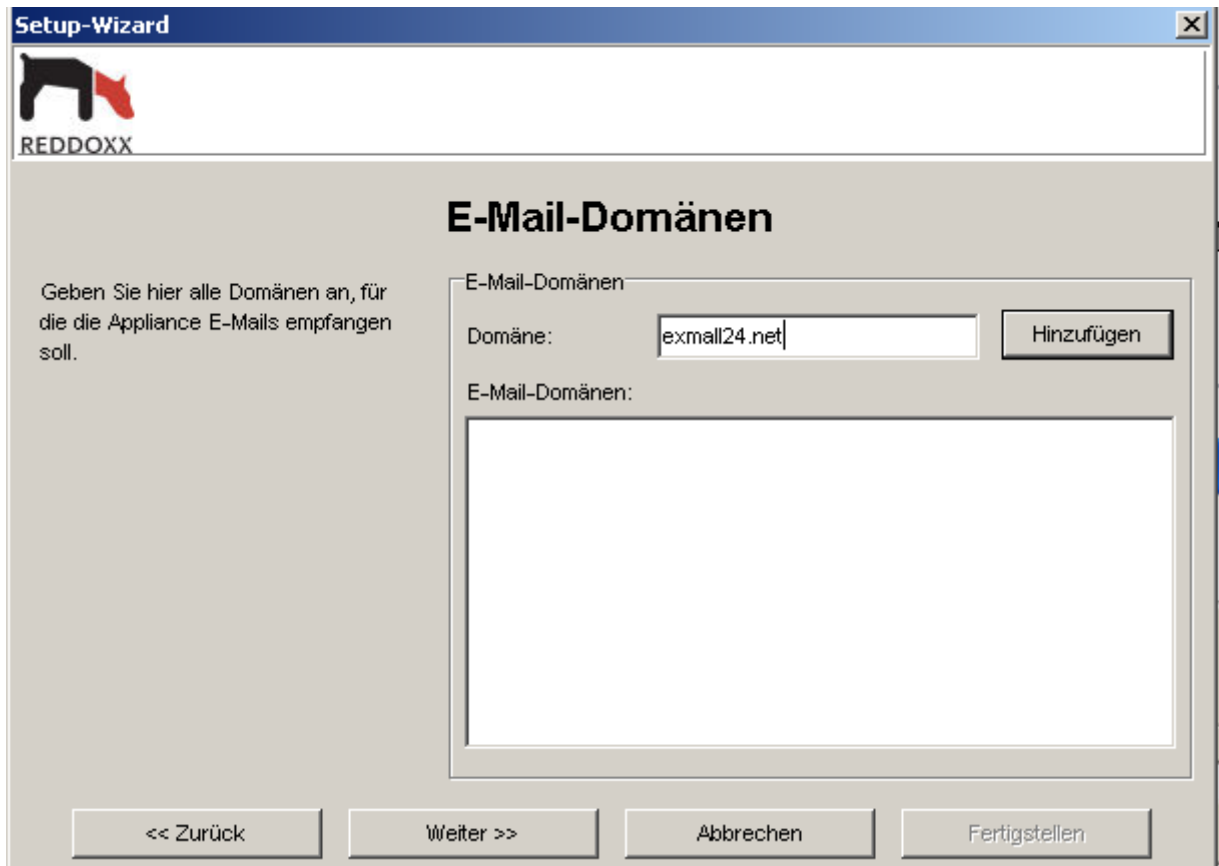 Setup-Wizard
REDDOXX
E-Mail-Domänen
Geben Sie hier alle Domänen an, für
die die Appliance E-Mails empfangen
soll.
E-Mail-Domänen
Domäne:
exmall24.net
Hinzufügen
E-Mail-Domänen:
<< Zurück
Weiter >>
Abbrechen
Fertigstellen